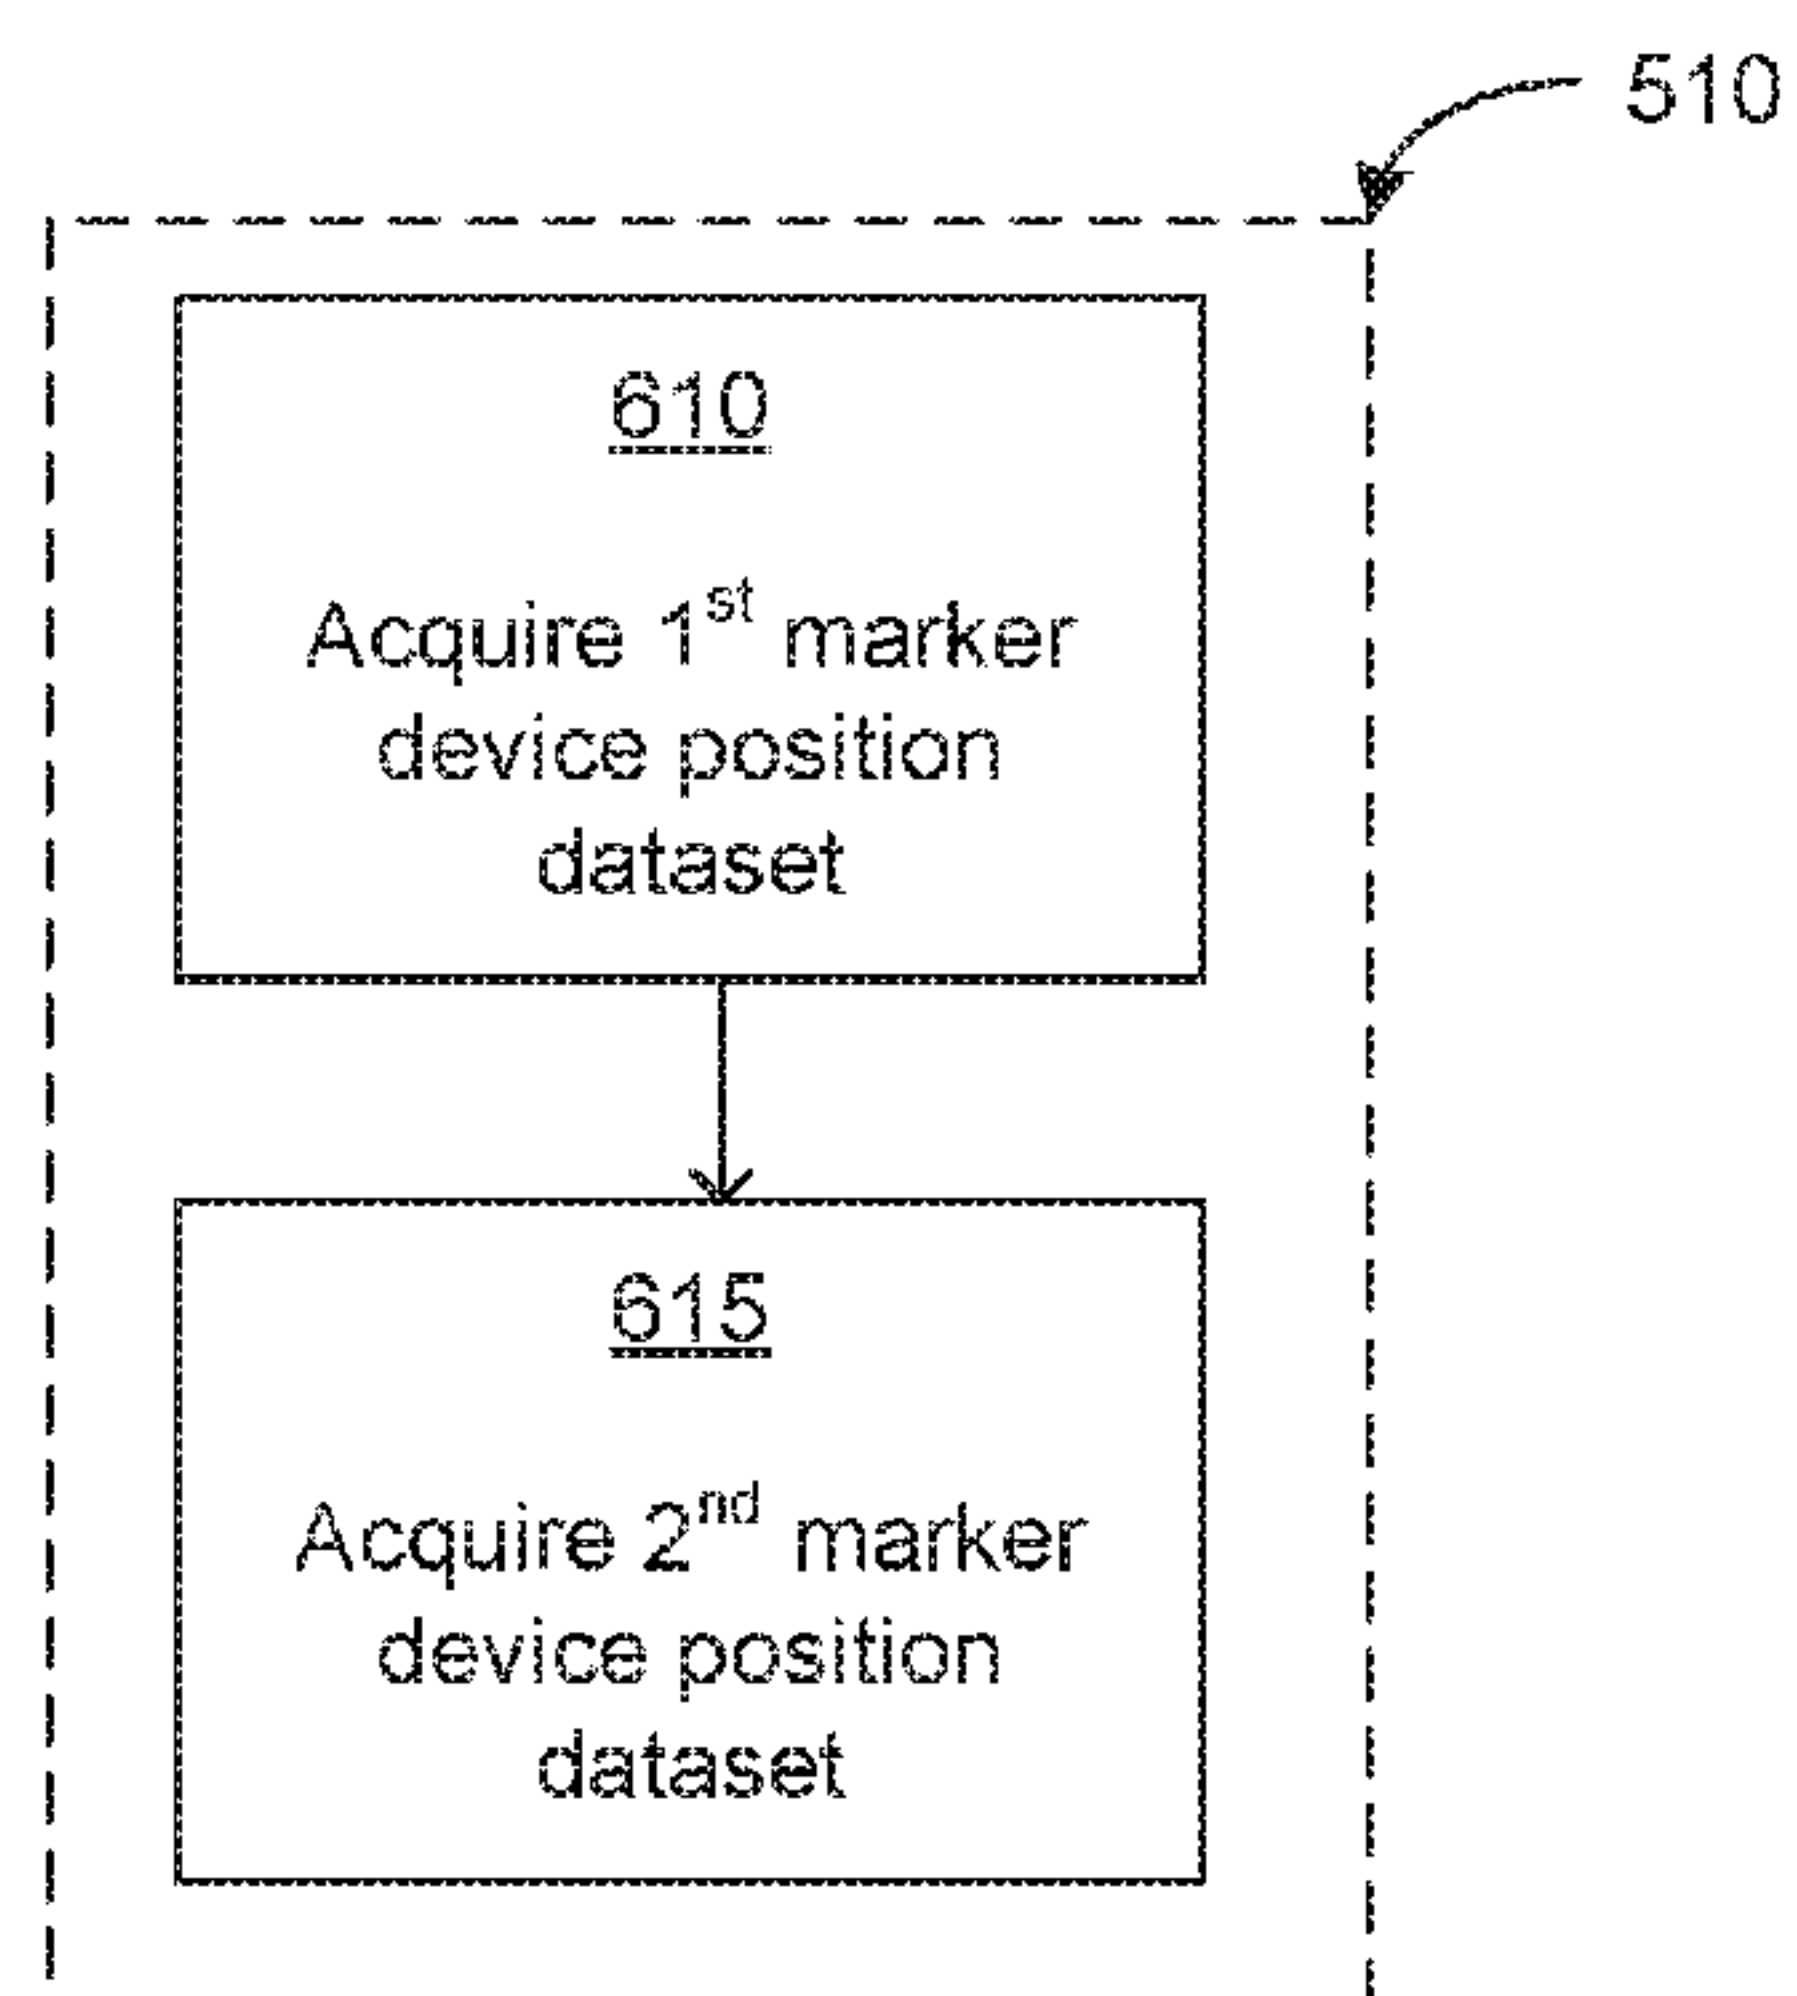 510
610
Acquire 1st marker
device position
dataset
615
Acquire 2nd marker
device position
dataset